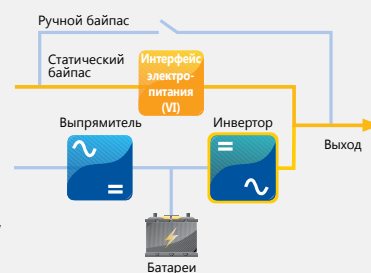 Ручной байпас
Статический
байпас
Интерфейс
электро-
питания
(VI)
Выпрямитель
Инвертор
Выход
Батареи